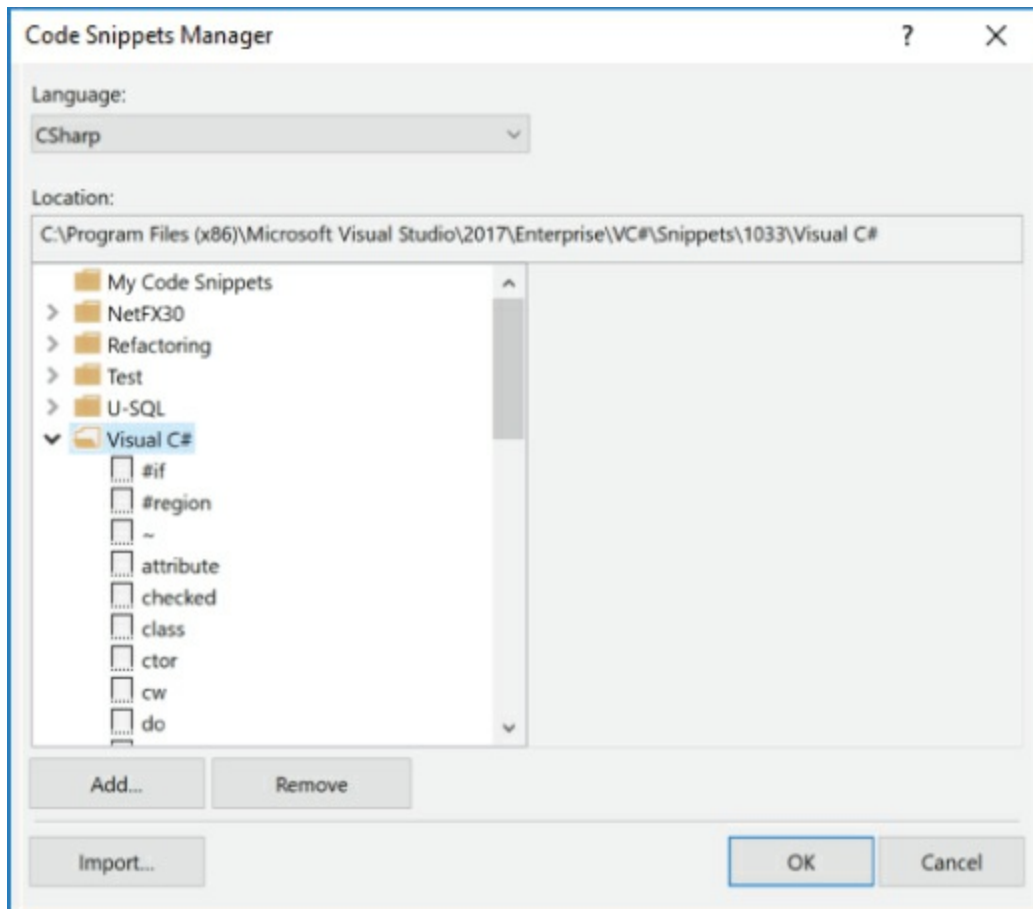 Code Snippets Manager ?
Language:
CSharp
Location:
C:\Program Files (x86)\Microsoft Visual Studio\2017\Enterprise\VC#\Snippets\1033\Visual C#
My Code Snippets
NetFX30
Refactoring
Test
U-SQL
Visual C#
#if
#region
~
attribute
checked
class
ctor
cw
do
Add... Remove
Import... OK Cancel